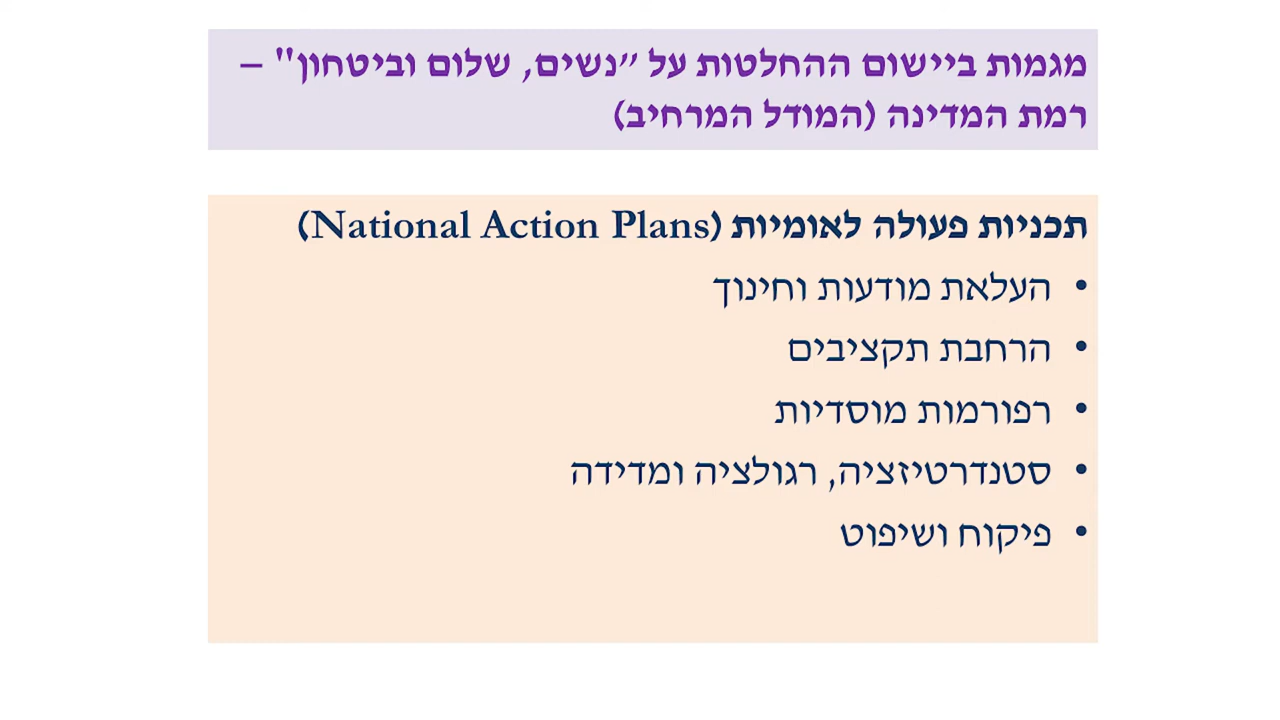 מגמות ביישום ההחלטות על ״נשים, שלום וביטחון" –
רמת המדינה (המודל המרחיב)
תכניות פעולה לאומיות (National Action Plans)
• העלאת מודעות וחינוך
• הרחבת תקציבים
• רפורמות מוסדיות
• סטנדרטיזציה, רגולציה ומדידה
• פיקוח ושיפוט